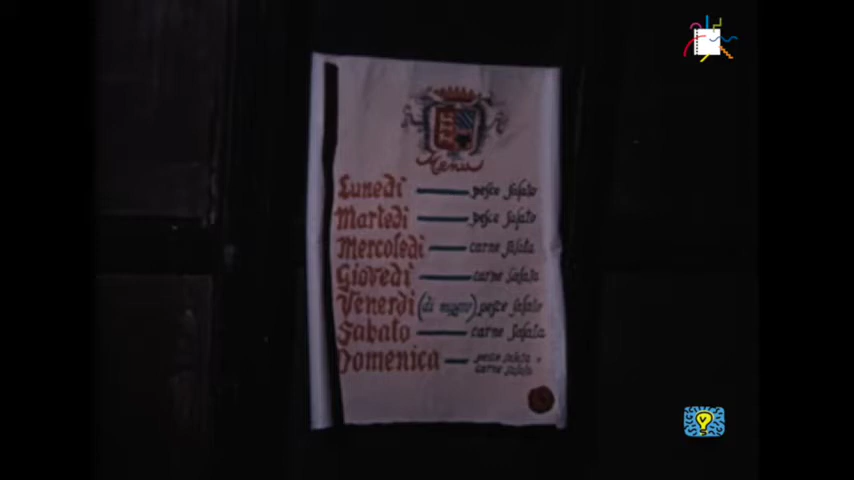 Menu
Lunedì pesce salato
Martedì pesce salato
Mercoledì carne salata
Giovedì carne salata
Venerdì (di magro) pesce salato
Sabato carne salata
Domenica pesce salato e
carne salata